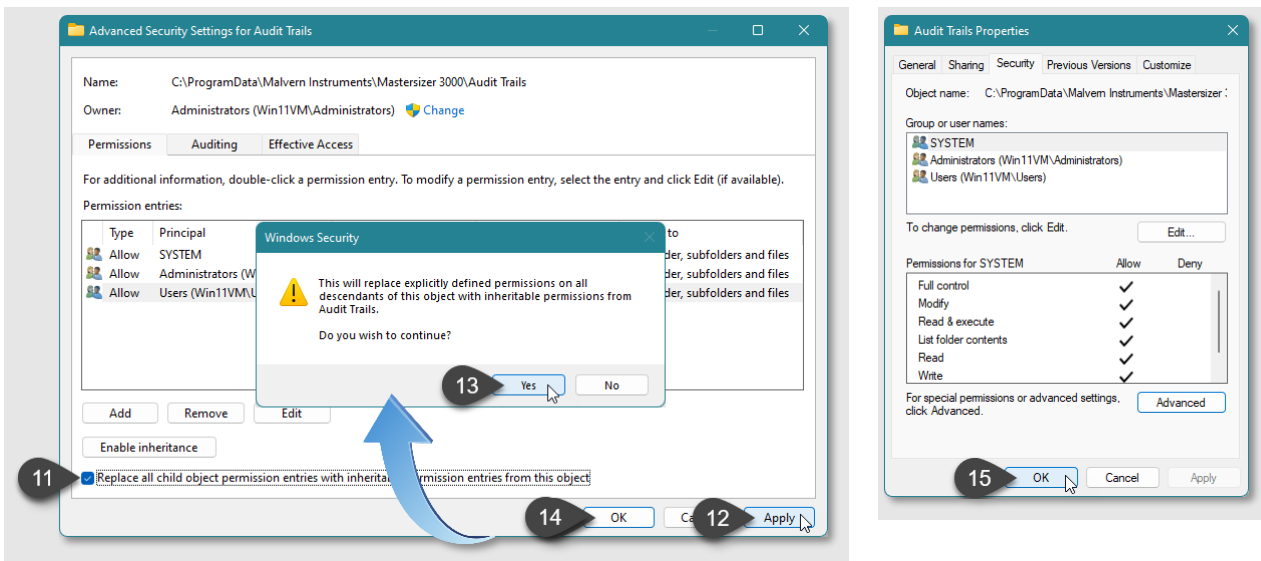 Advanced Security Settings for Audit Trails
Name: C:\ProgramData\Malvern Instruments\Mastersizer 3000\Audit Trails
Owner: Administrators (Win11VM\Administrators) Change
Permissions Auditing Effective Access
For additional information, double-click a permission entry. To modify a permission entry, select the entry and click Edit (if available).
Permission entries:
Type Principal to
Allow SYSTEM der, subfolders and files
Allow Administrators (W der, subfolders and files
Allow Users (Win11VM\U der, subfolders and files
Windows Security
This will replace explicitly defined permissions on all
descendants of this object with inheritable permissions from
Audit Trails.
Do you wish to continue?
13 Yes No
Add Remove Edit
Enable inheritance
11 Replace all child object permission entries with inherita rmission entries from this object
14 OK Ca 12 Apply
Audit Trails Properties
General Sharing Security Previous Versions Customize
Object name: C:\ProgramData\Malvern Instruments\Mastersizer :
Group or user names:
SYSTEM
Administrators (Win11VM\Administrators)
Users (Win11VM\Users)
To change permissions, click Edit. Edit...
Permissions for SYSTEM Allow Deny
Full control
Modify
Read & execute
List folder contents
Read
Write
For special permissions or advanced settings,
click Advanced. Advanced
15 OK Cancel Apply